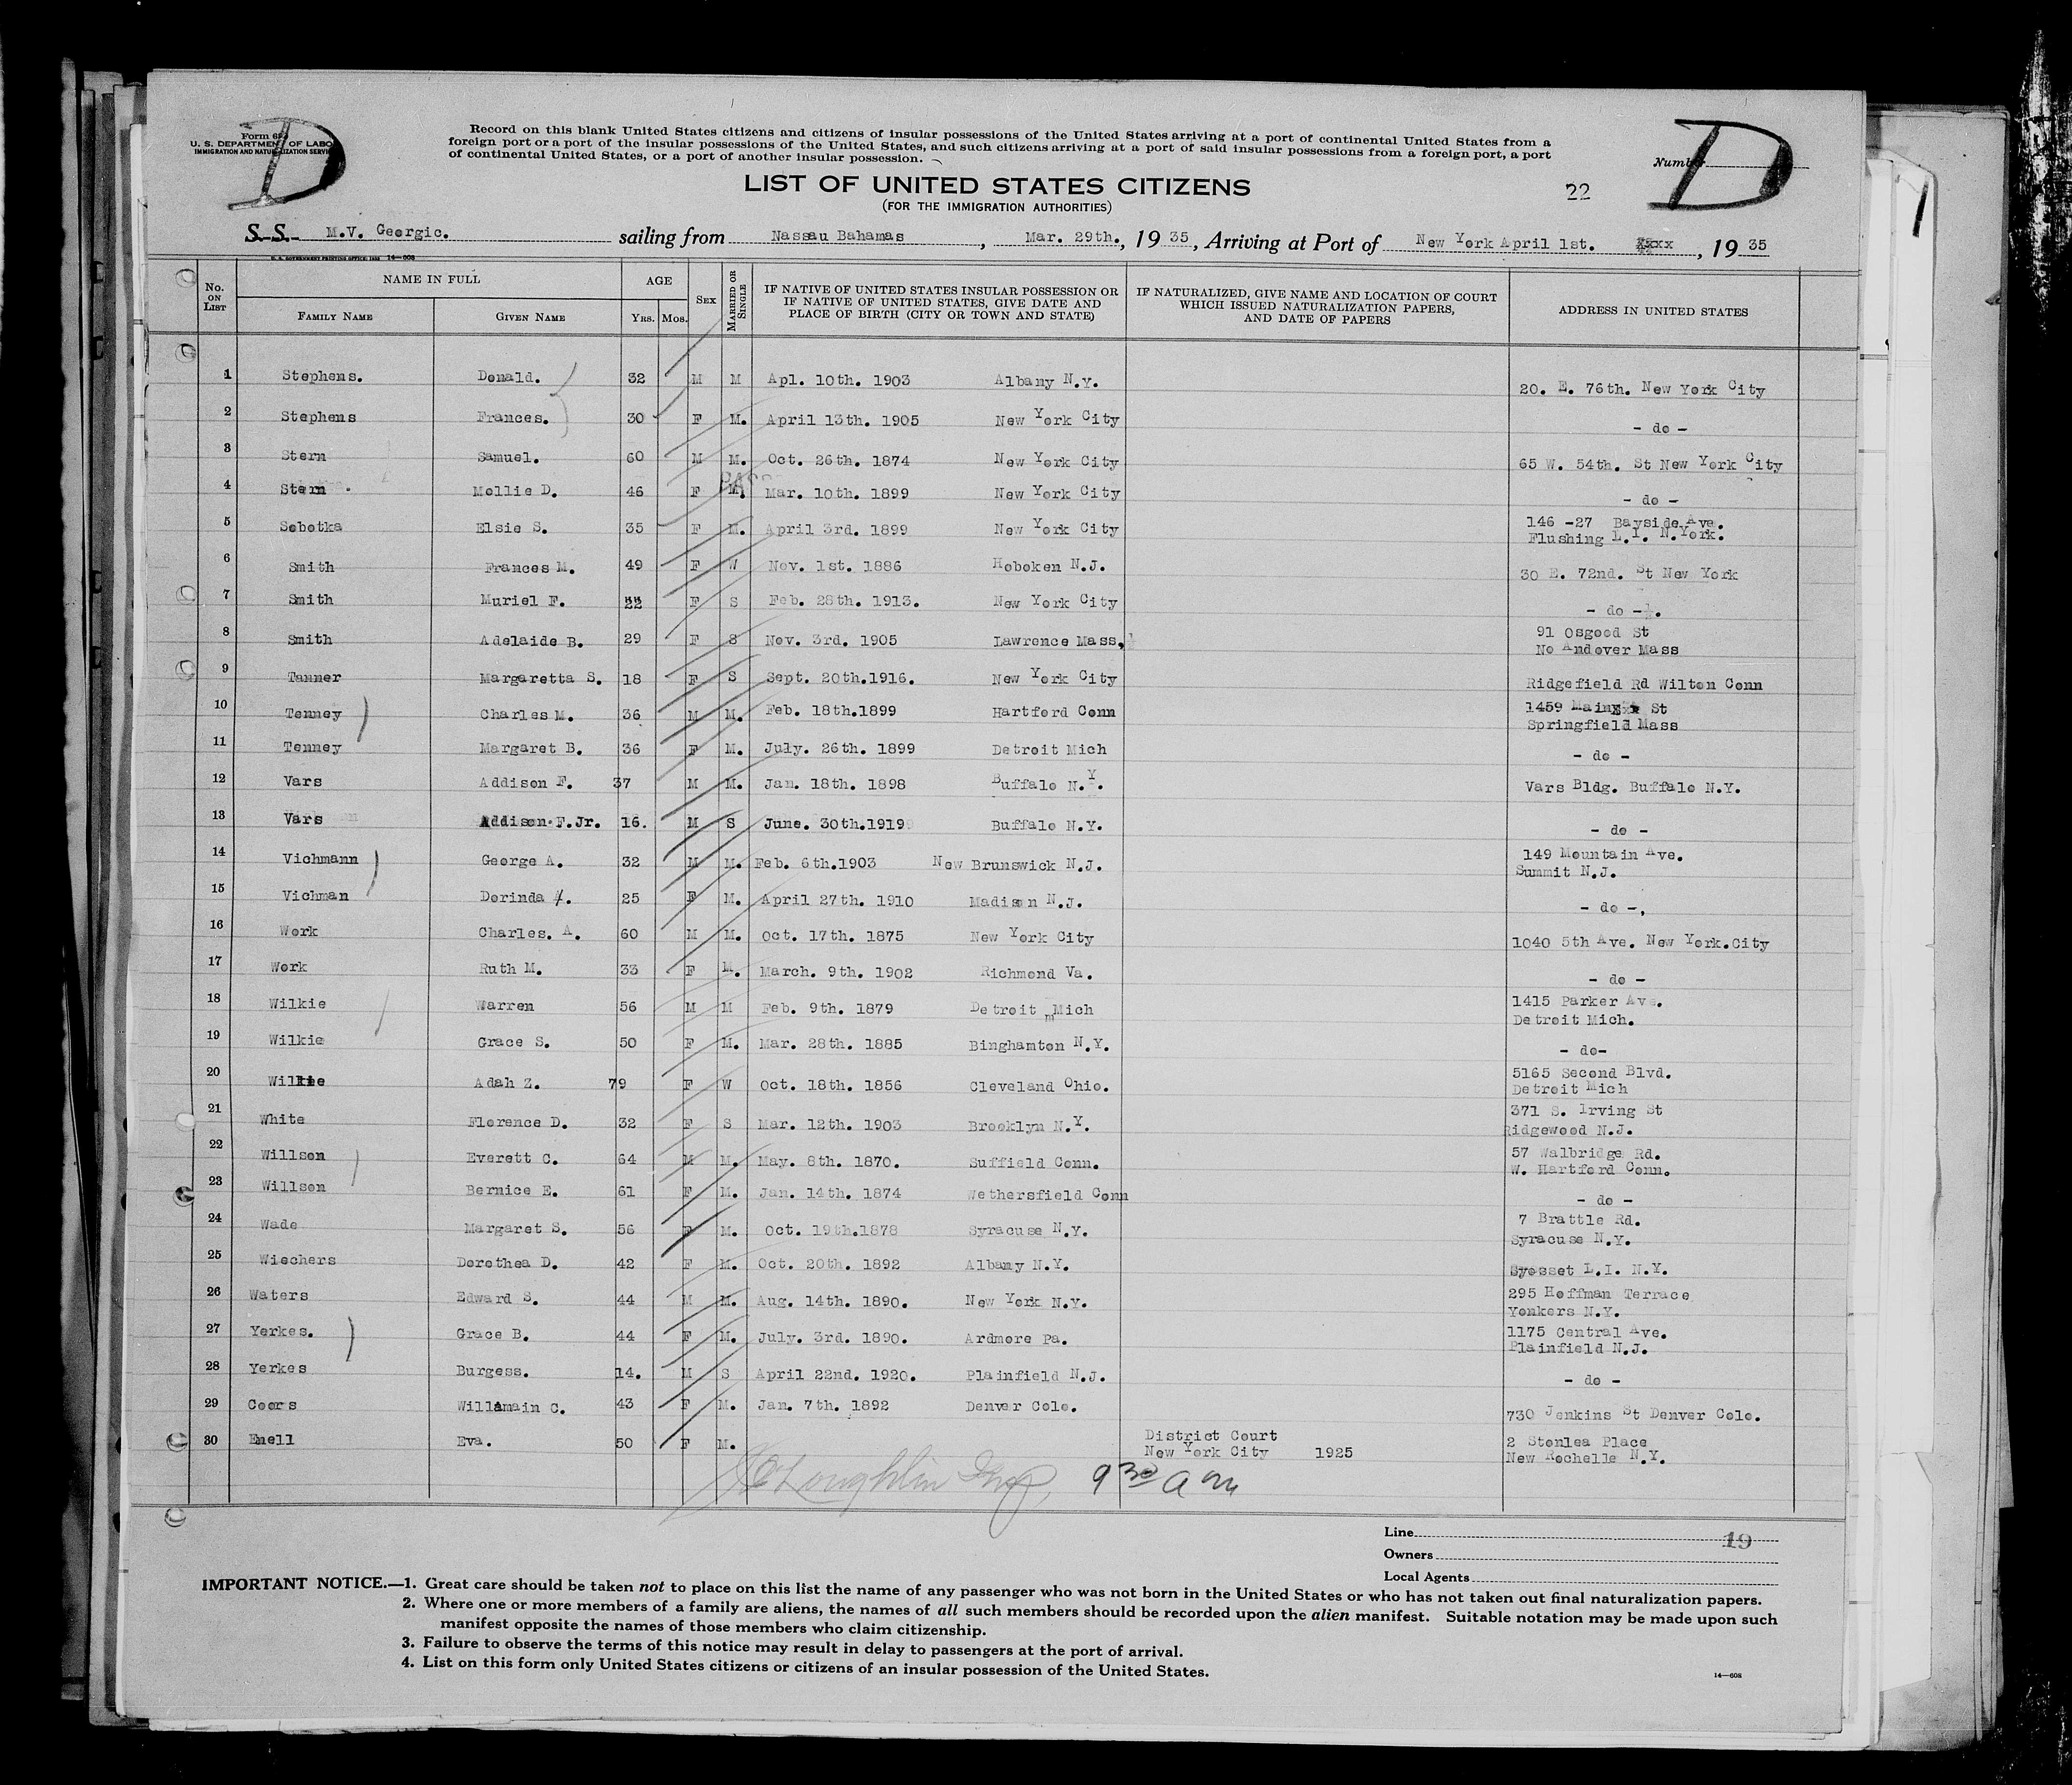 Form 630
U. S. DEPARTMENT OF LABOR
IMMIGRATION AND NATURALIZATION SERVICE
D
Record on this blank United States citizens and citizens of insular possessions of the United States arriving at a port of continental United States from a
foreign port or a port of the insular possessions of the United States, and such citizens arriving at a port of said insular possessions from a foreign port, a port
of continental United States, or a port of another insular possession.
Number
D
LIST OF UNITED STATES CITIZENS
(FOR THE IMMIGRATION AUTHORITIES)
22
S.S. M.V. Georgic. sailing from Nassau Bahamas , Mar. 29th., 19 35, Arriving at Port of New York April 1st. xxxx , 19 35
U. S. GOVERNMENT PRINTING OFFICE: 14—608
No. ON LIST NAME IN FULL AGE SEX MARRIED OR SINGLE IF NATIVE OF UNITED STATES INSULAR POSSESSION OR IF NATIVE OF UNITED STATES, GIVE DATE AND PLACE OF BIRTH (CITY OR TOWN AND STATE) IF NATURALIZED, GIVE NAME AND LOCATION OF COURT WHICH ISSUED NATURALIZATION PAPERS, AND DATE OF PAPERS ADDRESS IN UNITED STATES
FAMILY NAME GIVEN NAME YRS. MOS.
1 Stephens. Donald. 32 M M Apl. 10th. 1903 Albany N.Y. 20. E. 76th. New York City
2 Stephens Frances. 30 F M. April 13th. 1905 New York City - do -
3 Stern Samuel. 60 M M. Oct. 26th. 1874 New York City 65 W. 54th. St New York City
4 Stern Mollie D. 46 F M. Mar. 10th. 1899 New York City - do -
5 Sobotka Elsie S. 35 F M. April 3rd. 1899 New York City 146 -27 Bayside Ave.
Flushing L.I. N.York.
6 Smith Frances M. 49 F W Nov. 1st. 1886 Hoboken N.J. 30 E. 72nd. St New York
7 Smith Muriel F. 22 F S Feb. 28th. 1913. New York City - do -.
8 Smith Adelaide B. 29 F S Nov. 3rd. 1905 Lawrence Mass. 91 Osgood St
No Andover Mass
9 Tanner Margaretta S. 18 F S Sept. 20th.1916. New York City Ridgefield Rd Wilton Conn
10 Tenney Charles M. 36 M M. Feb. 18th.1899 Hartford Conn 1459 Main St
Springfield Mass
11 Tenney Margaret B. 36 F M. July. 26th. 1899 Detroit Mich - do -
12 Vars Addison F. 37 M M. Jan. 18th. 1898 Buffalo N.Y. Vars Bldg. Buffalo N.Y.
13 Vars Addison.F.Jr. 16. M S June. 30th.1919 Buffalo N.Y. - do -
14 Vichmann George A. 32 M M. Feb. 6th.1903 New Brunswick N.J. 149 Mountain Ave.
Summit N.J.
15 Vichman Dorinda 25 F M. April 27th. 1910 Madison N.J. - do -,
16 Work Charles. A. 60 M M. Oct. 17th. 1875 New York City 1040 5th Ave. New York.City
17 Work Ruth M. 33 F M. March. 9th. 1902 Richmond Va. - do -
18 Wilkie Warren 56 M M Feb. 9th. 1879 Detroit Mich 1415 Parker Ave.
Detroit Mich.
19 Wilkie Grace S. 50 F M. Mar. 28th. 1885 Binghamton N.Y. - do-
20 Wilkie Adah Z. 79 F W Oct. 18th. 1856 Cleveland Ohio. 5165 Second Blvd.
Detroit Mich
21 White Florence D. 32 F S Mar. 12th. 1903 Brooklyn N.Y. 371 S. Irving St
Ridgewood N.J.
22 Willson Everett C. 64 M M. May. 8th. 1870. Suffield Conn. 57 Walbridge Rd.
W. Hartford Conn.
23 Willson Bernice E. 61 F M. Jan. 14th. 1874 Wethersfield Conn - do -
24 Wade Margaret S. 56 F M. Oct. 19th.1878 Syracuse N.Y. 7 Brattle Rd.
Syracuse N.Y.
25 Wiechers Dorothea D. 42 F M. Oct. 20th. 1892 Albany N.Y. Syosset L.I. N.Y.
26 Waters Edward S. 44 M M. Aug. 14th. 1890. New York N.Y. 295 Hoffman Terrace
Yonkers N.Y.
27 Yerkes. Grace B. 44 F M. July. 3rd. 1890. Ardmore Pa. 1175 Central Ave.
Plainfield N.J.
28 Yerkes Burgess. 14. M S April 22nd. 1920. Plainfield N.J. - do -
29 Coors Willamain C. 43 F M. Jan. 7th. 1892 Denver Colo. 730 Jenkins St Denver Colo.
30 Emell Eva. 50 F M. District Court
New York City 1925 2 Stonlea Place
New Rochelle N.Y.
Loughlin Insp. 9 30 a m
Line 19
Owners
Local Agents
IMPORTANT NOTICE.—1. Great care should be taken not to place on this list the name of any passenger who was not born in the United States or who has not taken out final naturalization papers.
2. Where one or more members of a family are aliens, the names of all such members should be recorded upon the alien manifest. Suitable notation may be made upon such
manifest opposite the names of those members who claim citizenship.
3. Failure to observe the terms of this notice may result in delay to passengers at the port of arrival.
4. List on this form only United States citizens or citizens of an insular possession of the United States.
14—608